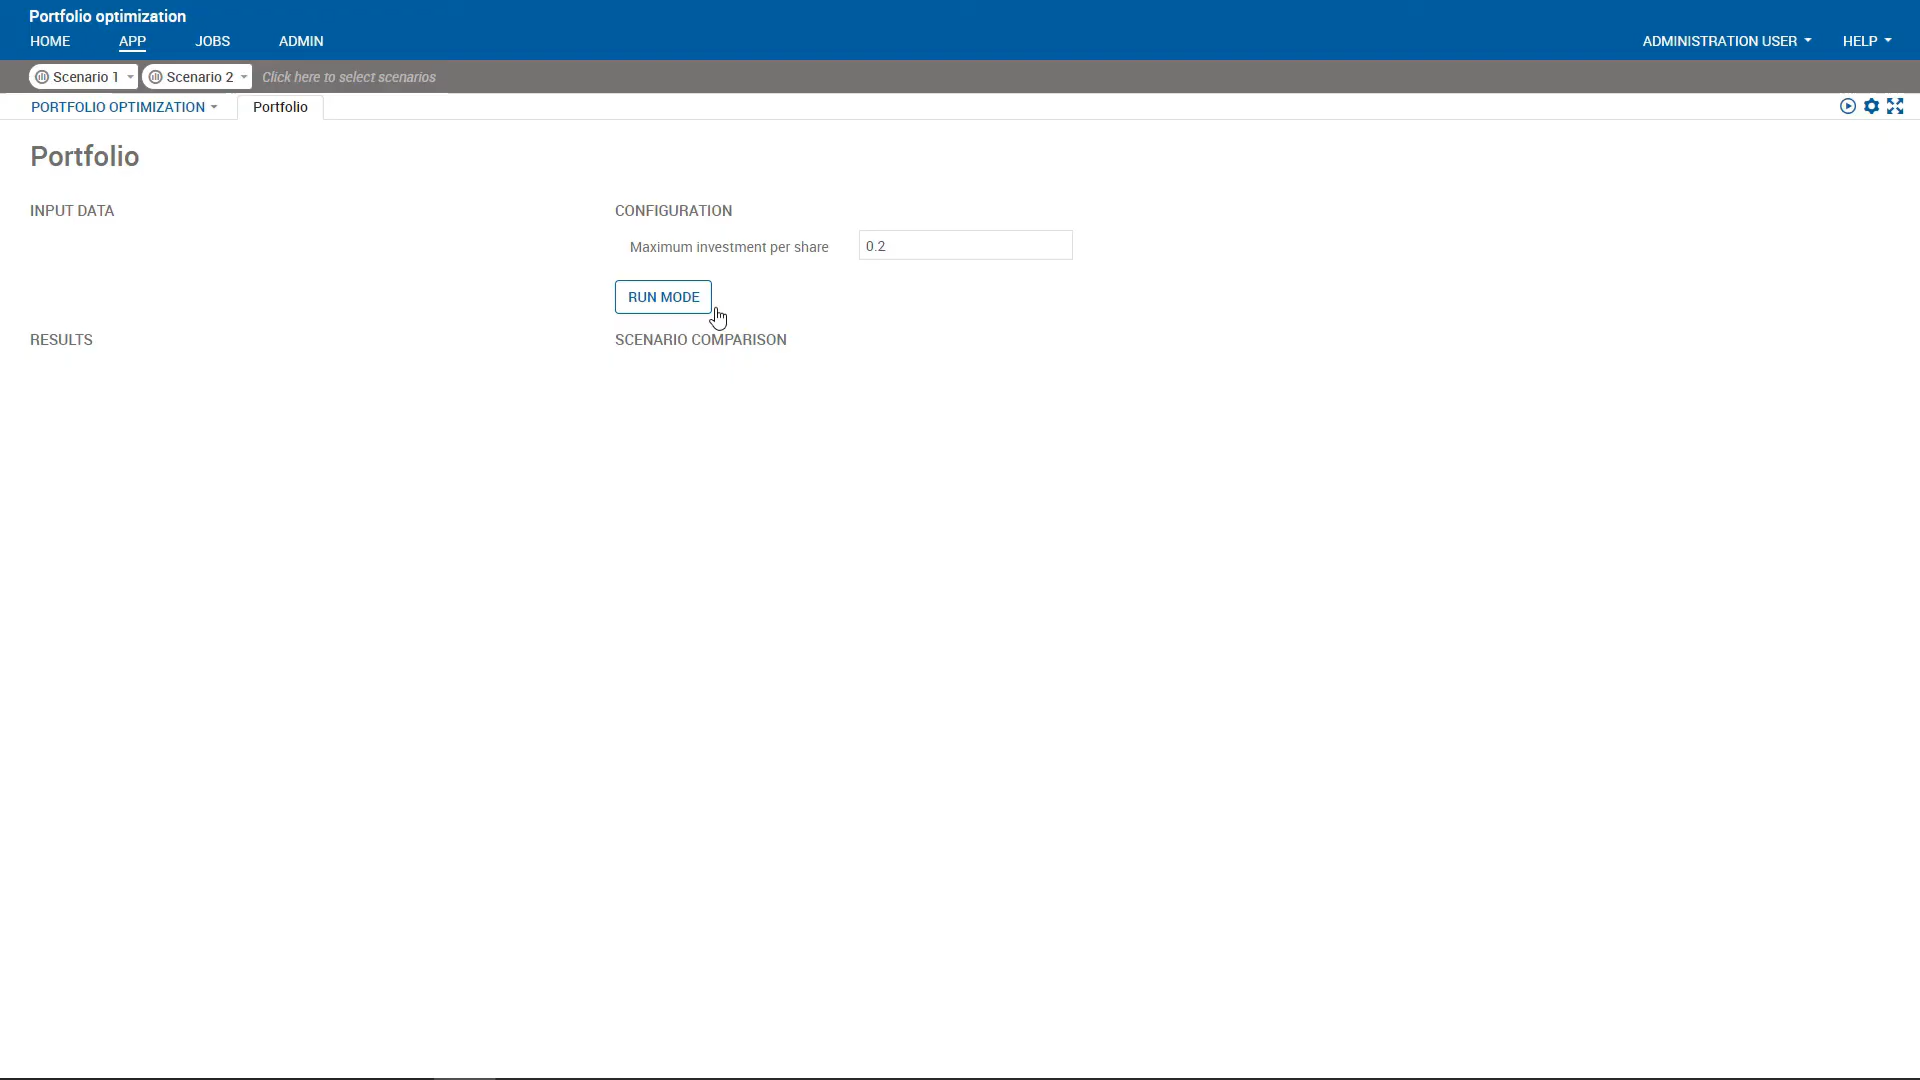 Portfolio optimization
HOME APP JOBS ADMIN ADMINISTRATION USER HELP
Scenario 1 Scenario 2 Click here to select scenarios
PORTFOLIO OPTIMIZATION Portfolio
Portfolio
INPUT DATA
CONFIGURATION
Maximum investment per share 0.2
RUN MODE
RESULTS
SCENARIO COMPARISON